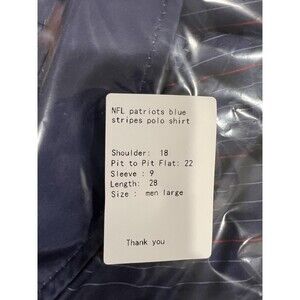 NFL patriots blue
stripes polo shirt
Shoulder: 18
Pit to Pit Flat: 22
Sleeve : 9
Length: 28
Size : men large
Thank you